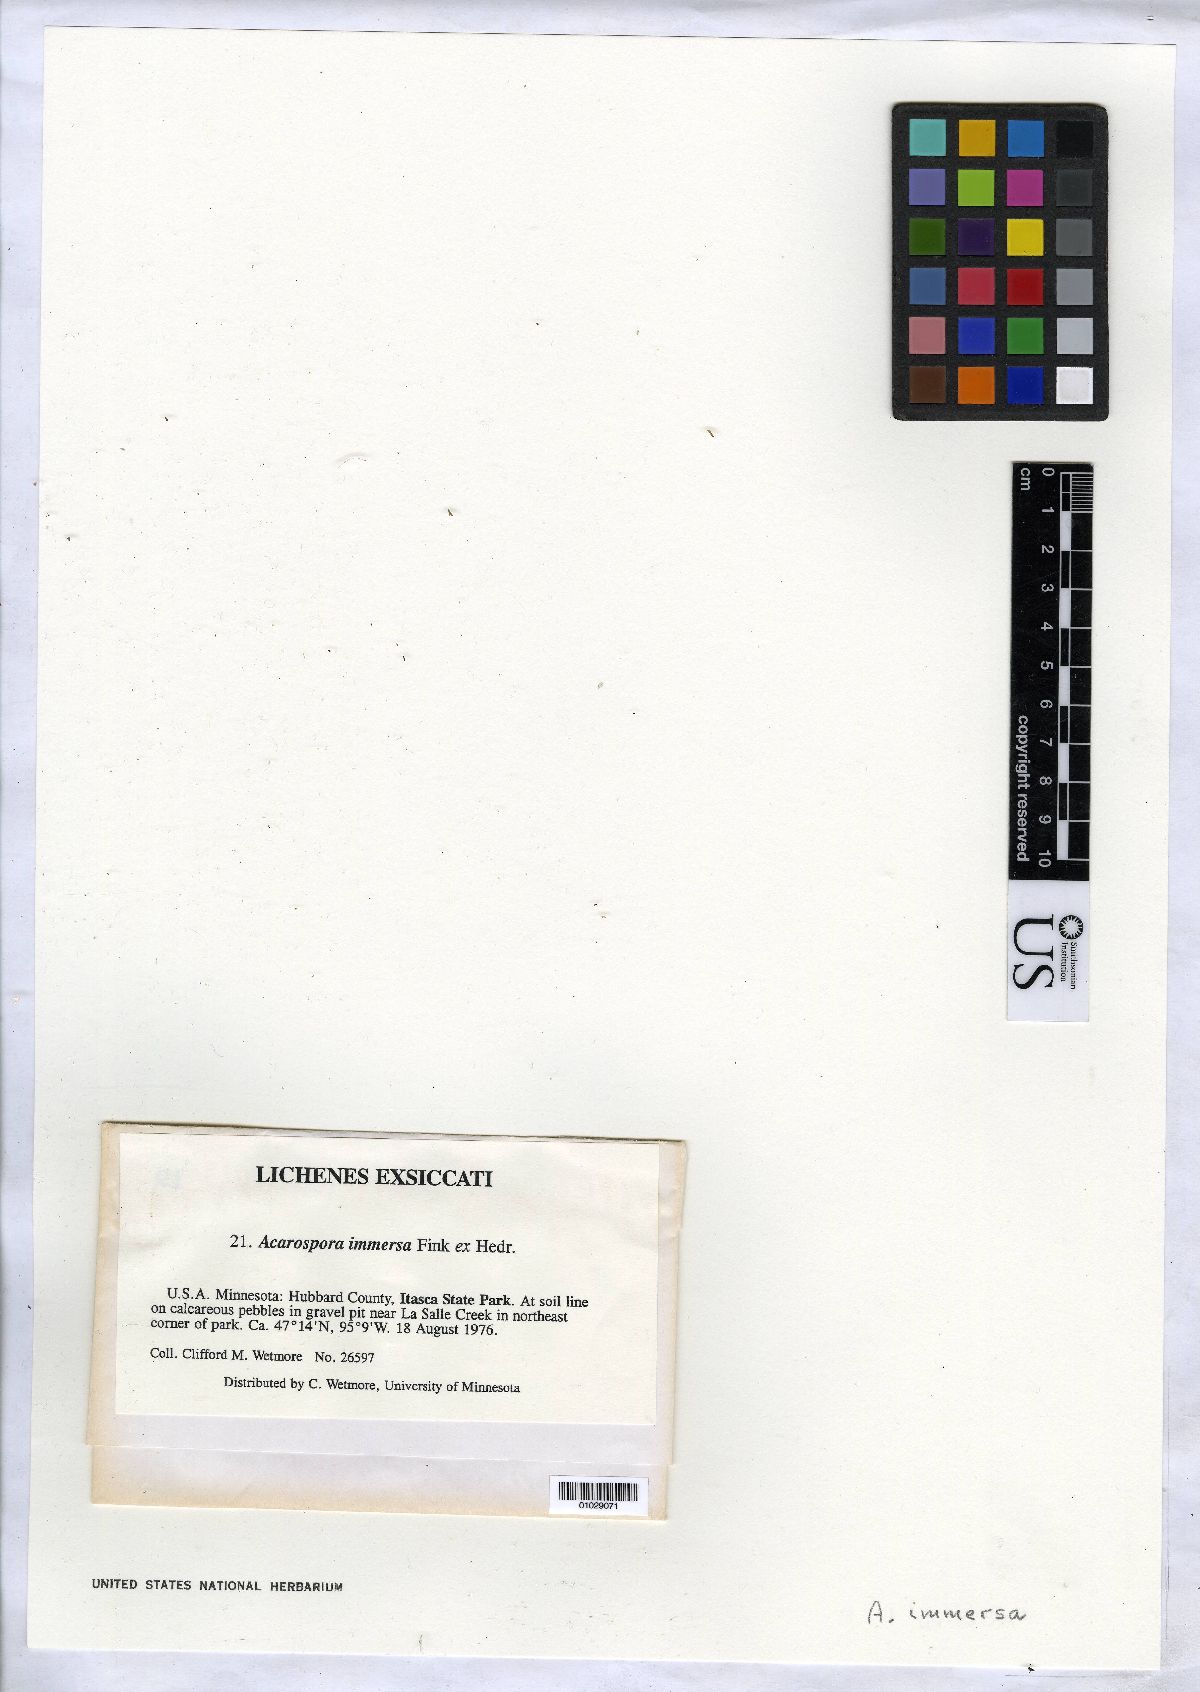 0 1 2 3 4 5 6 7 8 9 10
cm
copyright reserved
US
Smithsonian
Institution
LICHENES EXSICCATI
21. Acarospora immersa Fink ex Hedr.
U.S.A. Minnesota: Hubbard County, Itasca State Park. At soil line
on calcareous pebbles in gravel pit near La Salle Creek in northeast
corner of park. Ca. 47°14'N, 95°9'W. 18 August 1976.
Coll. Clifford M. Wetmore No. 26597
Distributed by C. Wetmore, University of Minnesota
01029071
UNITED STATES NATIONAL HERBARIUM
A. immersa